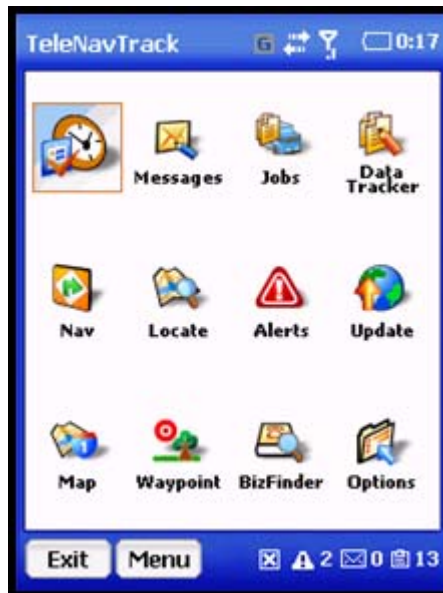 TeleNavTrack G 0:17
Messages Jobs Data Tracker
Nav Locate Alerts Update
Map Waypoint BizFinder Options
Exit Menu 2 0 13